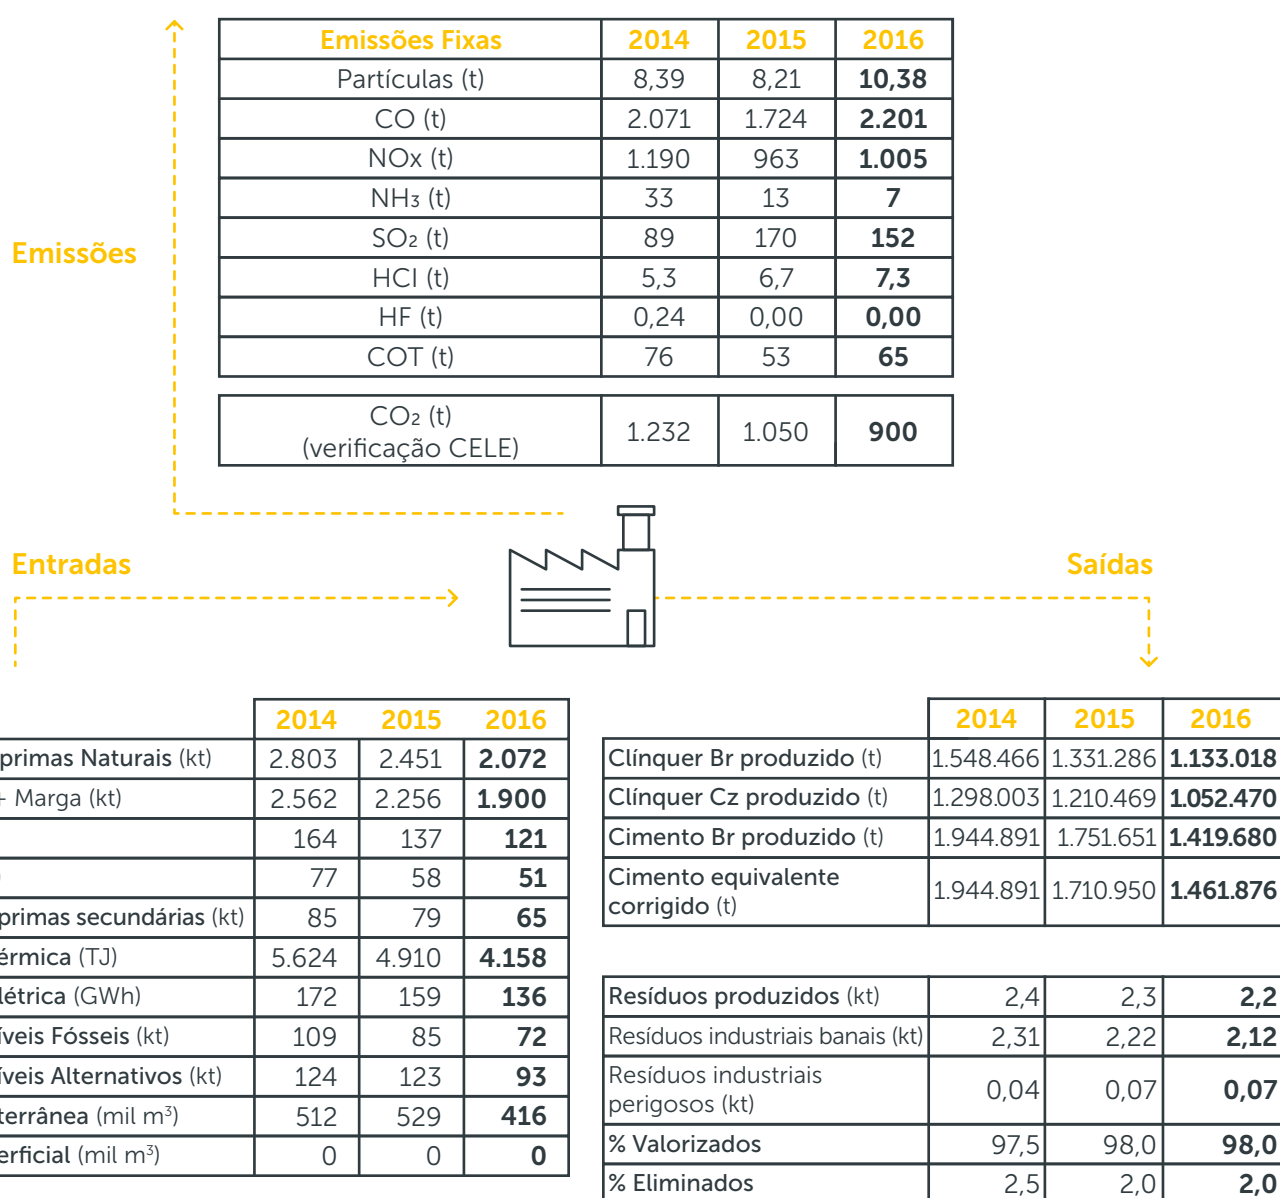 Emissões Fixas 2014 2015 2016
Partículas (t) 8,39 8,21 10,38
CO (t) 2.071 1.724 2.201
NOx (t) 1.190 963 1.005
NH₃ (t) 33 13 7
Emissões
SO₂ (t) 89 170 152
HCl (t) 5,3 6,7 7,3
HF (t) 0,24 0,00 0,00
COT (t) 76 53 65
CO₂ (t)
(verificação CELE) 1.232 1.050 900
Entradas
Saídas
2014 2015 2016
primas Naturais (kt) 2.803 2.451 2.072
+ Marga (kt) 2.562 2.256 1.900
164 137 121
77 58 51
primas secundárias (kt) 85 79 65
érmica (TJ) 5.624 4.910 4.158
létrica (GWh) 172 159 136
íveis Fósseis (kt) 109 85 72
íveis Alternativos (kt) 124 123 93
terrânea (mil m³) 512 529 416
erficial (mil m³) 0 0 0
2014 2015 2016
Clínquer Br produzido (t) 1.548.466 1.331.286 1.133.018
Clínquer Cz produzido (t) 1.298.003 1.210.469 1.052.470
Cimento Br produzido (t) 1.944.891 1.751.651 1.419.680
Cimento equivalente
corrigido (t) 1.944.891 1.710.950 1.461.876
Resíduos produzidos (kt) 2,4 2,3 2,2
Resíduos industriais banais (kt) 2,31 2,22 2,12
Resíduos industriais
perigosos (kt) 0,04 0,07 0,07
% Valorizados 97,5 98,0 98,0
% Eliminados 2,5 2,0 2,0